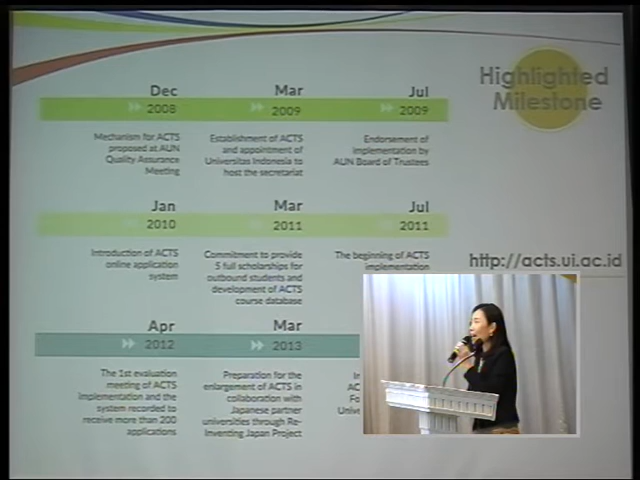 Highlighted
Milestone
Dec
2008
Mechanism for ACTS
proposed at AUN
Quality Assurance
Meeting
Mar
2009
Establishment of ACTS
and appointment of
Universitas Indonesia to
host the secretariat
Jul
2009
Endorsement of
implementation by
AUN Board of Trustees
Jan
2010
Introduction of ACTS
online application
system
Mar
2011
Commitment to provide
5 full scholarships for
outbound students and
development of ACTS
course database
Jul
2011
The beginning of ACTS
implementation
http://acts.ui.ac.id
Apr
2012
The 1st evaluation
meeting of ACTS
implementation and the
system recorded to
receive more than 200
applications
Mar
2013
Preparation for the
enlargement of ACTS in
collaboration with
Japanese partner
universities through Re-
Inventing Japan Project